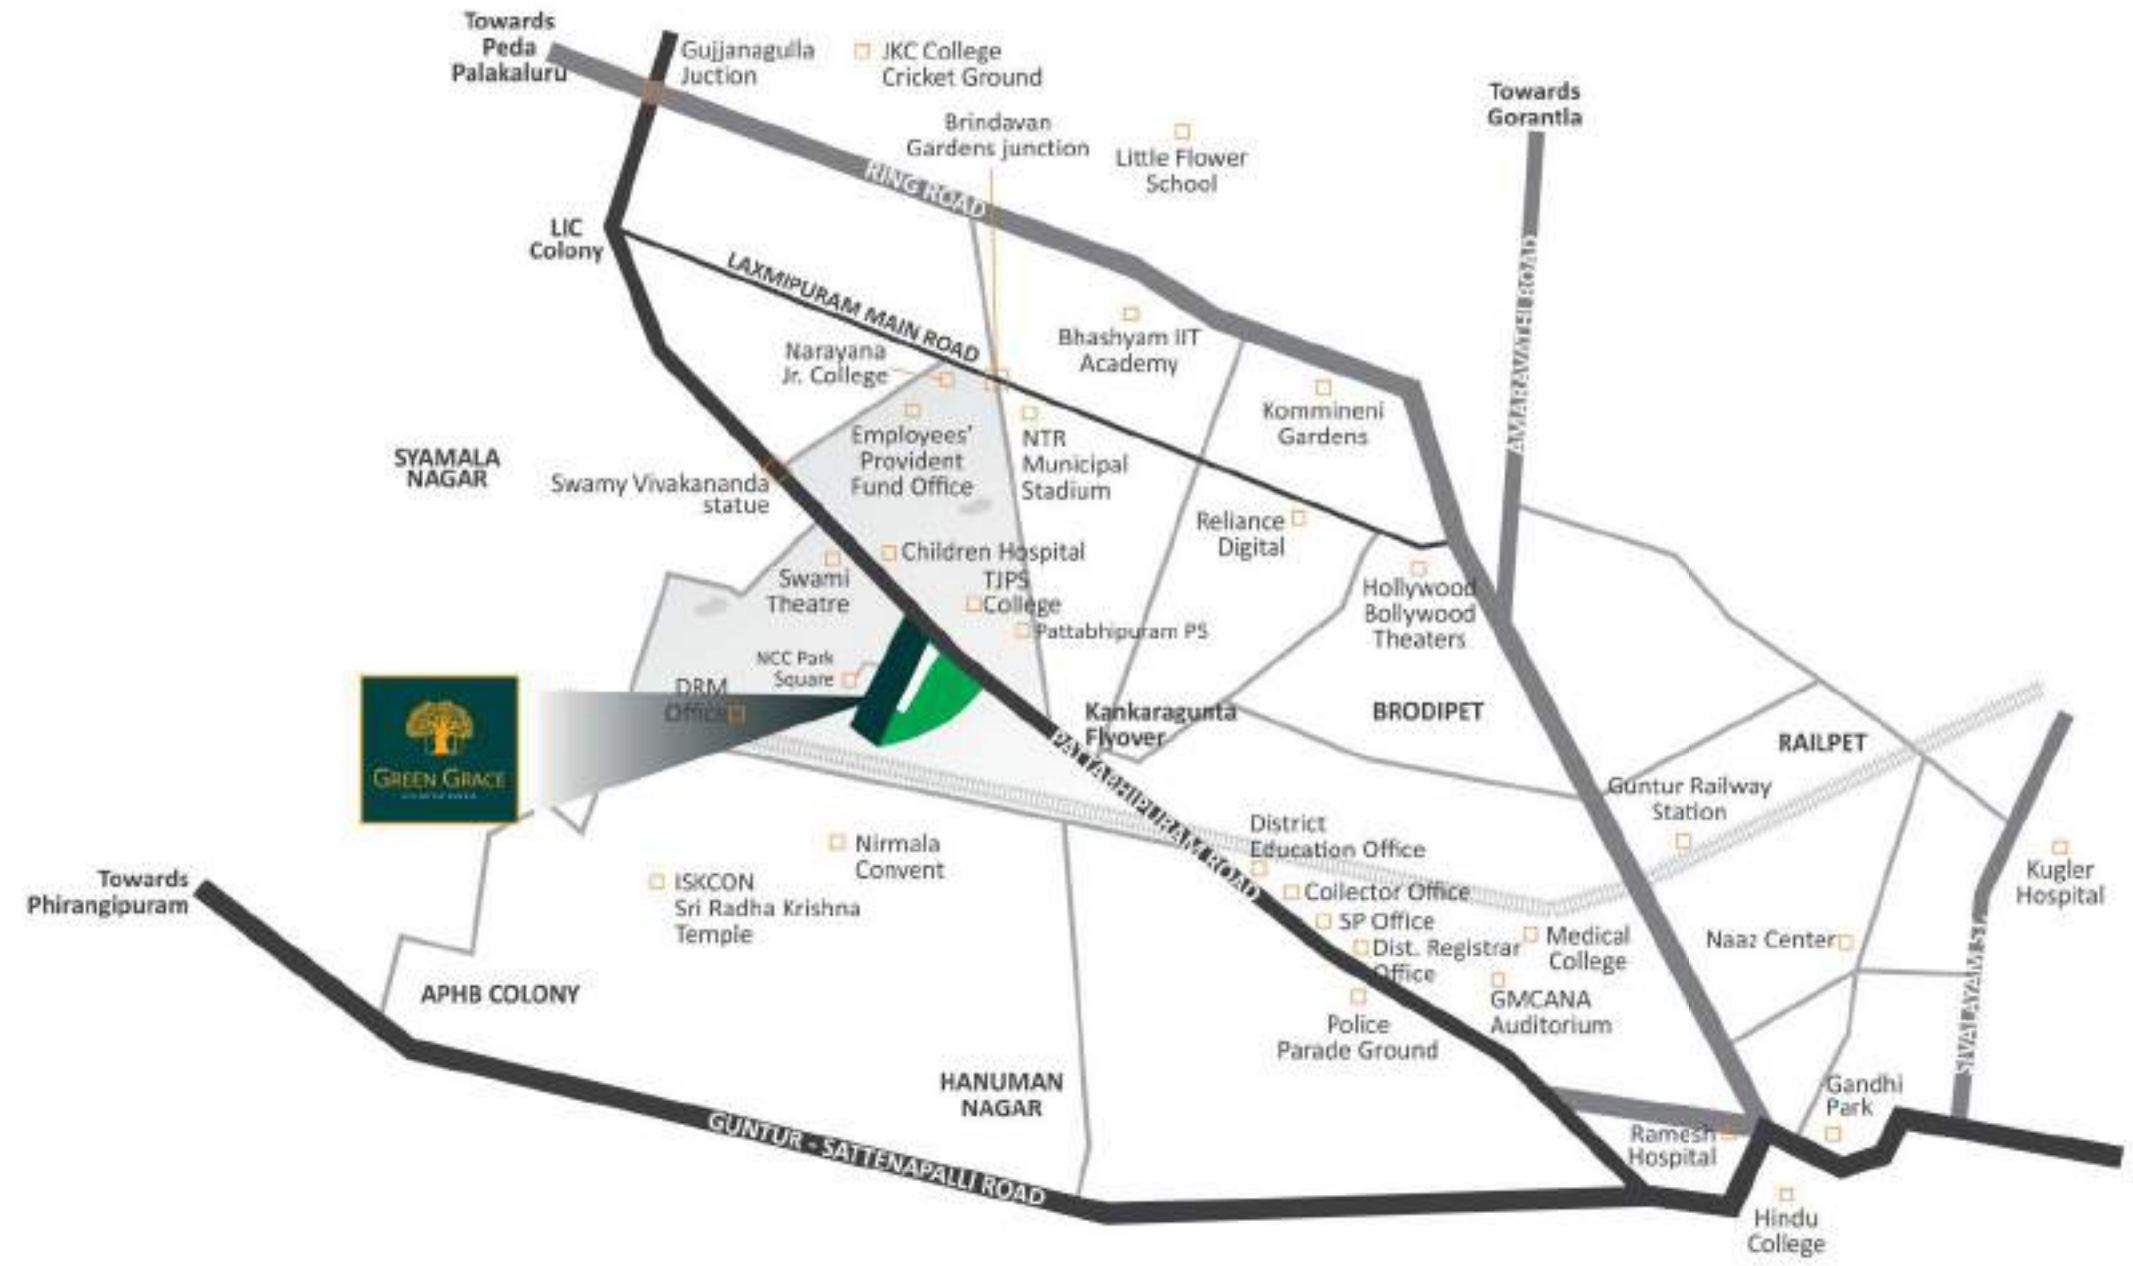 Towards
Peda
Palakaluru
Gujjanagulla
Juction
JKC College
Cricket Ground
Brindavan
Gardens junction
Little Flower
School
Towards
Gorantla
RING ROAD
LIC
Colony
LAXMIPURAM MAIN ROAD
AMARAVATHI ROAD
Narayana
Jr. College
Bhashyam IIT
Academy
Kommineni
Gardens
Employees'
Provident
Fund Office
NTR
Municipal
Stadium
SYAMALA
NAGAR
Swamy Vivakananda
statue
Reliance
Digital
Children Hospital
Swami
Theatre
TJPS
College
Pattabhipuram PS
Hollywood
Bollywood
Theaters
NCC Park
Square
DRM
Office
GREEN GRACE
Kankaragunta
Flyover
BRODIPET
RAILPET
PATTABHIPURAM ROAD
Guntur Railway
Station
District
Education Office
Nirmala
Convent
ISKCON
Sri Radha Krishna
Temple
Towards
Phirangipuram
Collector Office
SP Office
Dist. Registrar
Office
Medical
College
Naaz Center
Kugler
Hospital
GMCANA
Auditorium
Police
Parade Ground
APHB COLONY
HANUMAN
NAGAR
GUNTUR - SATTENAPALLI ROAD
Gandhi
Park
Ramesh
Hospital
Hindu
College